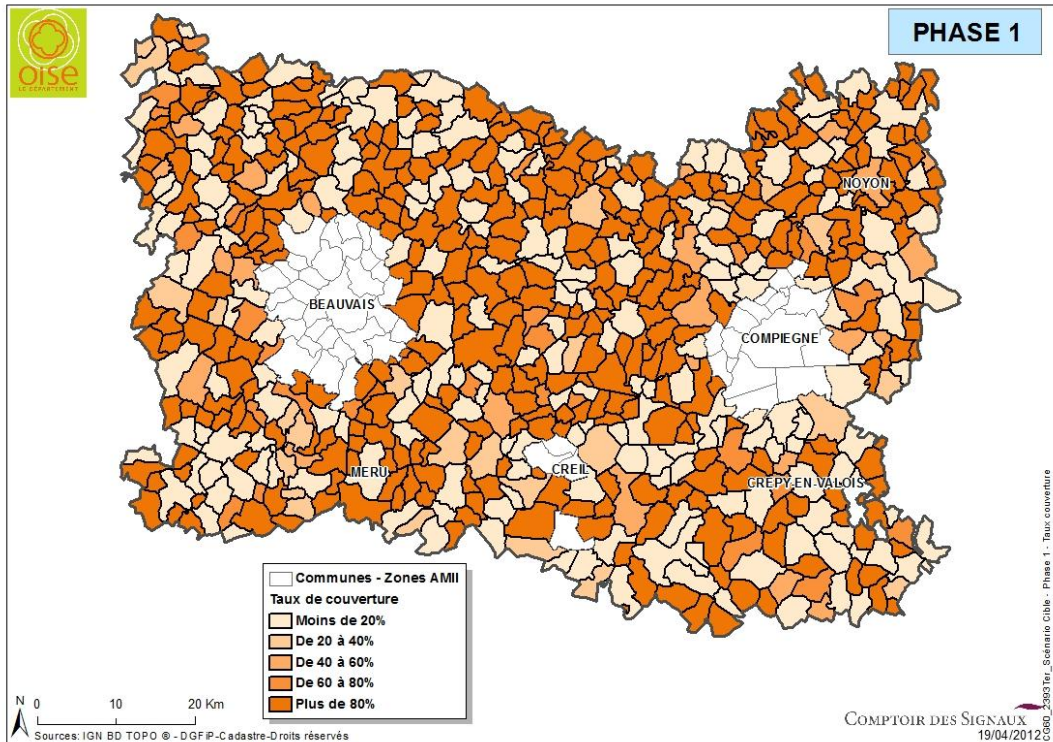 oise
LE DÉPARTEMENT
PHASE 1
NOYON
BEAUVAIS
COMPIEGNE
MERU
CREIL
CREPY EN VALOIS
Communes - Zones AMII
Taux de couverture
Moins de 20%
De 20 à 40%
De 40 à 60%
De 60 à 80%
Plus de 80%
N
0 10 20 Km
Sources: IGN BD TOPO ® - DGFiP-Cadastre-Droits réservés
COMPTOIR DES SIGNAUX
19/04/2012
CG60_2393Ter_Scénario Cible - Phase 1 - Taux couverture